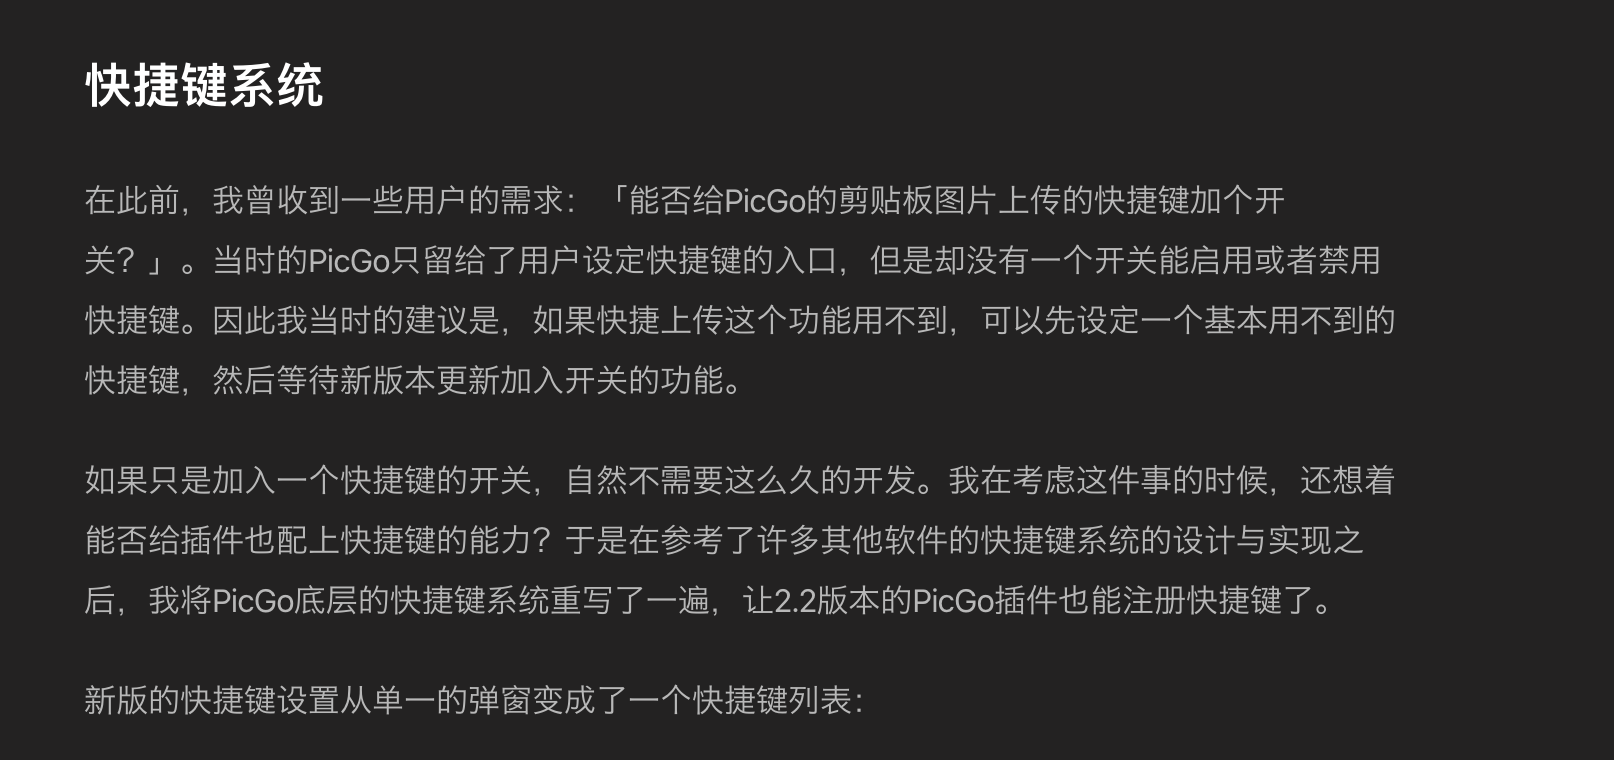 快捷键系统
在此前，我曾收到一些用户的需求：「能否给PicGo的剪贴板图片上传的快捷键加个开
关？」。当时的PicGo只留给了用户设定快捷键的入口，但是却没有一个开关能启用或者禁用
快捷键。因此我当时的建议是，如果快捷上传这个功能用不到，可以先设定一个基本用不到的
快捷键，然后等待新版本更新加入开关的功能。
如果只是加入一个快捷键的开关，自然不需要这么久的开发。我在考虑这件事的时候，还想着
能否给插件也配上快捷键的能力？于是在参考了许多其他软件的快捷键系统的设计与实现之
后，我将PicGo底层的快捷键系统重写了一遍，让2.2版本的PicGo插件也能注册快捷键了。
新版的快捷键设置从单一的弹窗变成了一个快捷键列表：